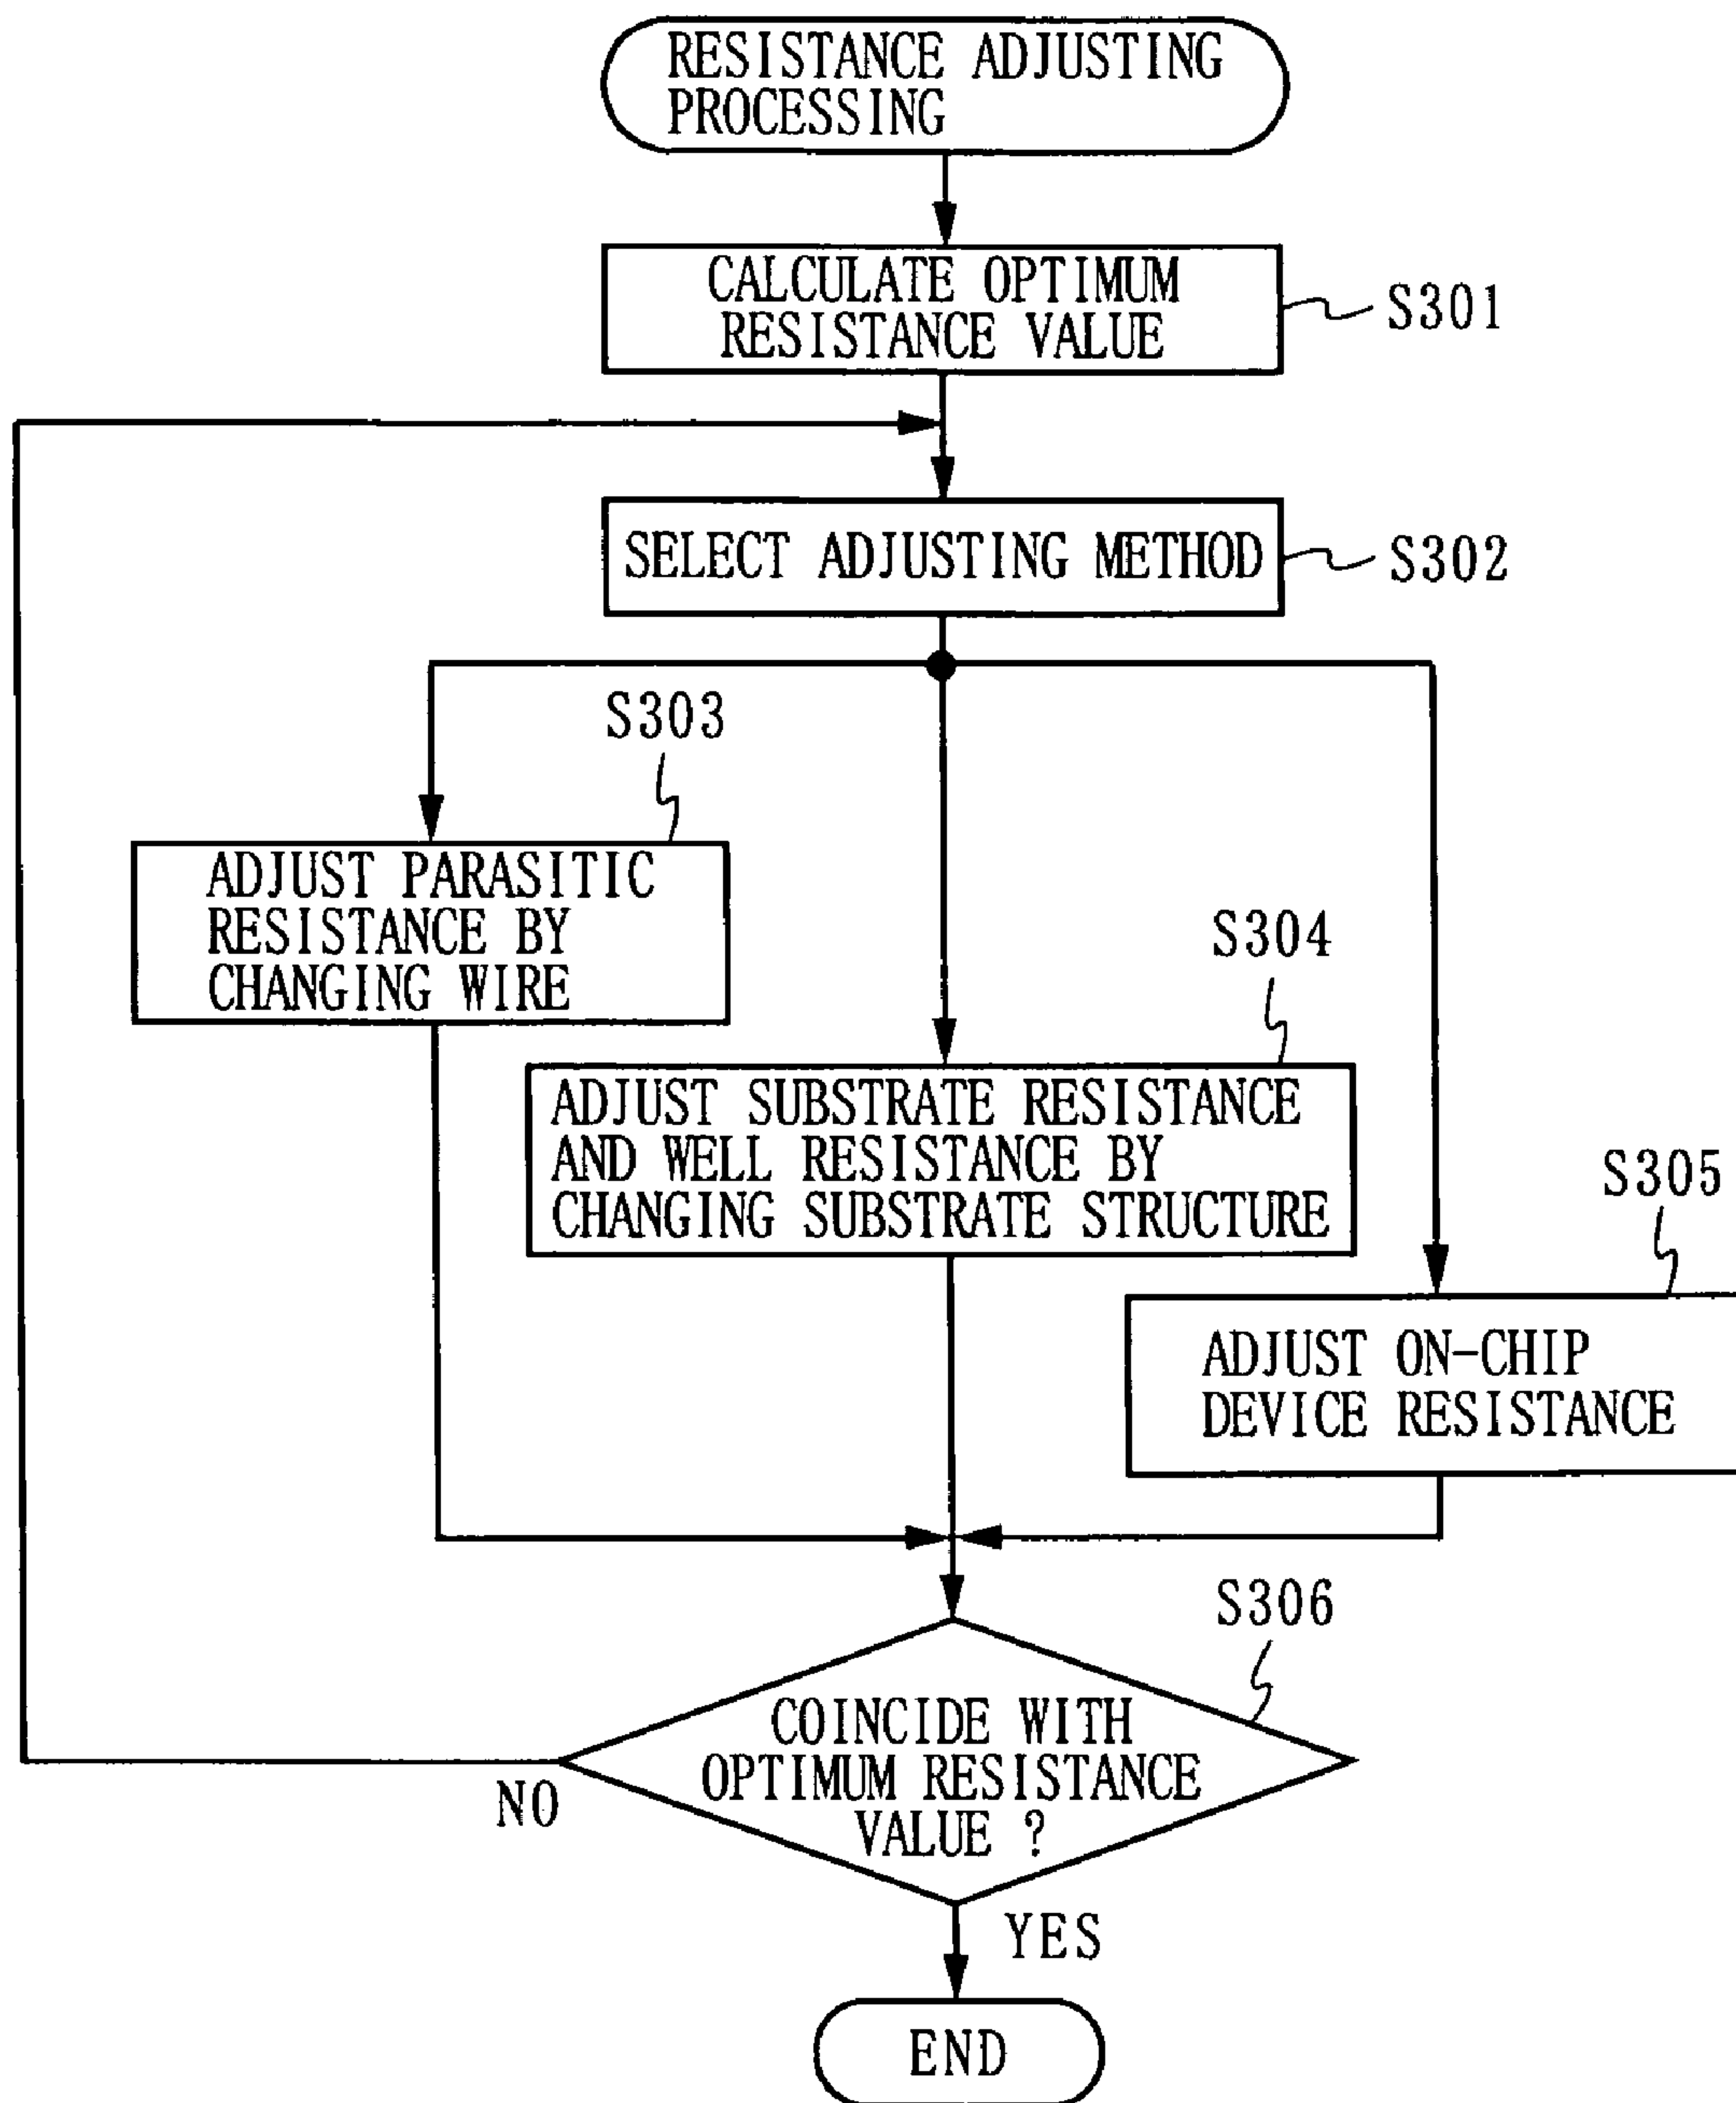 RESISTANCE ADJUSTING
PROCESSING
CALCULATE OPTIMUM
RESISTANCE VALUE
S301
SELECT ADJUSTING METHOD
S302
S303
ADJUST PARASITIC
RESISTANCE BY
CHANGING WIRE
S304
ADJUST SUBSTRATE RESISTANCE
AND WELL RESISTANCE BY
CHANGING SUBSTRATE STRUCTURE
S305
ADJUST ON-CHIP
DEVICE RESISTANCE
S306
COINCIDE WITH
OPTIMUM RESISTANCE
VALUE ?
NO
YES
END